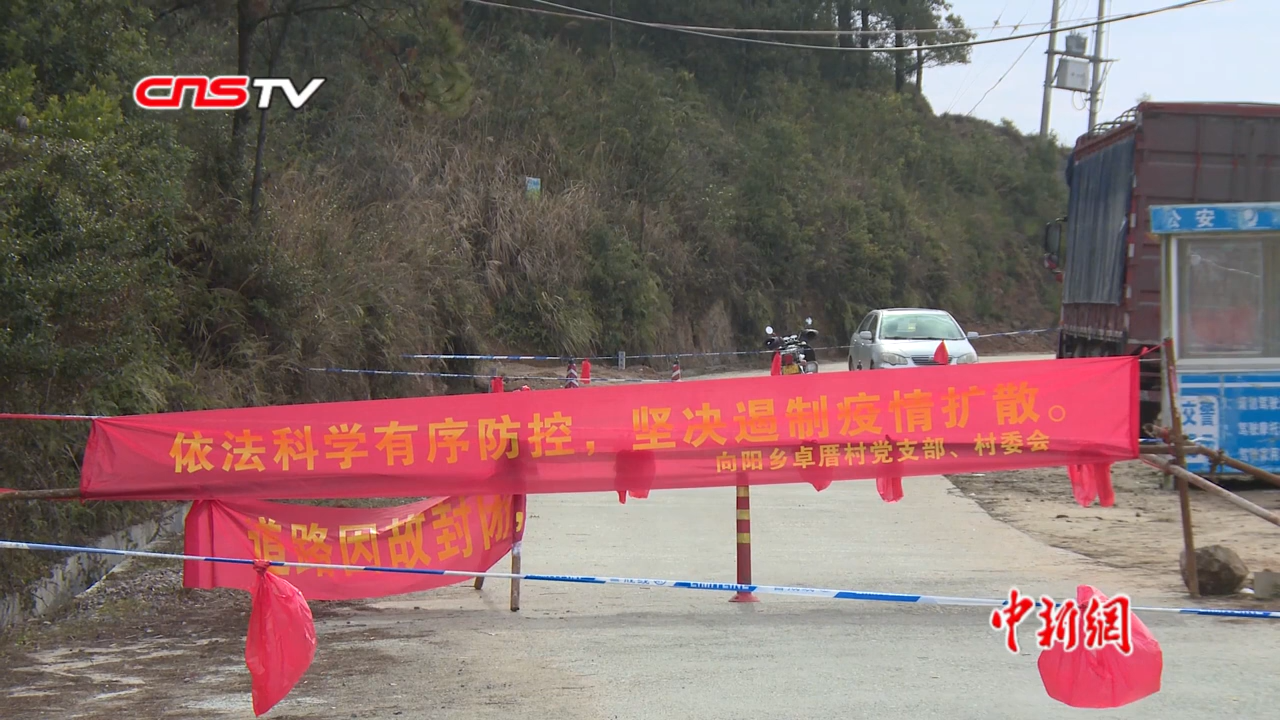 CNSTV
公安
依法科学有序防控，坚决遏制疫情扩散。
向阳乡卓厝村党支部、村委会
道路因故封闭，
中新網